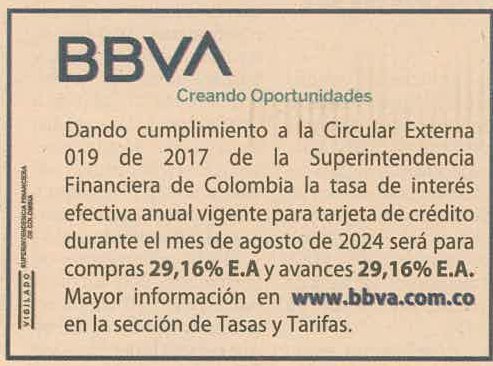 BBVA
Creando Oportunidades
Dando cumplimiento a la Circular Externa
019 de 2017 de la Superintendencia
Financiera de Colombia la tasa de interés
efectiva anual vigente para tarjeta de crédito
durante el mes de agosto de 2024 será para
compras 29,16% E.A y avances 29,16% E.A.
Mayor información en www.bbva.com.co
en la sección de Tasas y Tarifas.
VIGILADO SUPERINTENDENCIA FINANCIERA
DE COLOMBIA